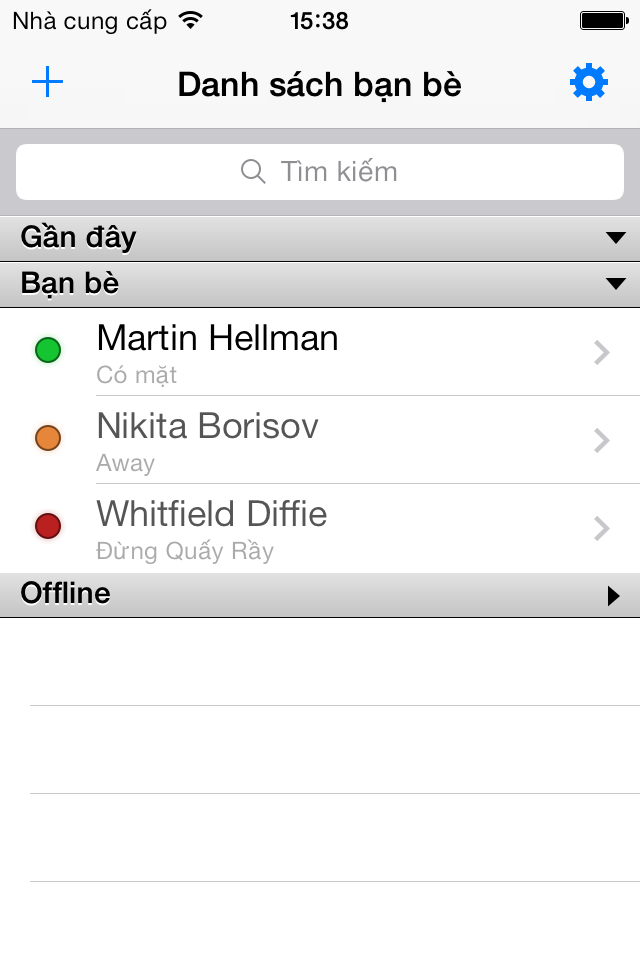 Nhà cung cấp 15:38
Danh sách bạn bè
Tìm kiếm
Gần đây
Bạn bè
Martin Hellman
Có mặt
Nikita Borisov
Away
Whitfield Diffie
Đừng Quấy Rầy
Offline